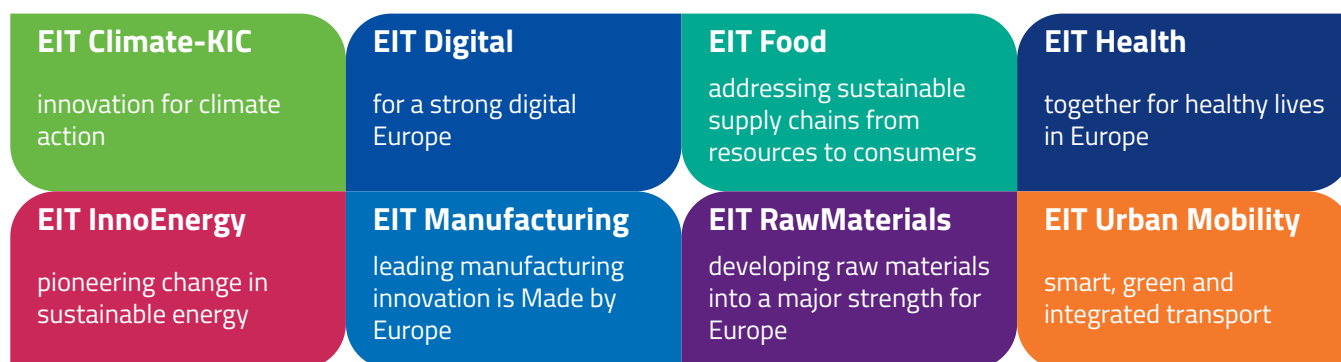 EIT Climate-KIC
innovation for climate
action
EIT Digital
for a strong digital
Europe
EIT Food
addressing sustainable
supply chains from
resources to consumers
EIT Health
together for healthy lives
in Europe
EIT InnoEnergy
pioneering change in
sustainable energy
EIT Manufacturing
leading manufacturing
innovation is Made by
Europe
EIT RawMaterials
developing raw materials
into a major strength for
Europe
EIT Urban Mobility
smart, green and
integrated transport